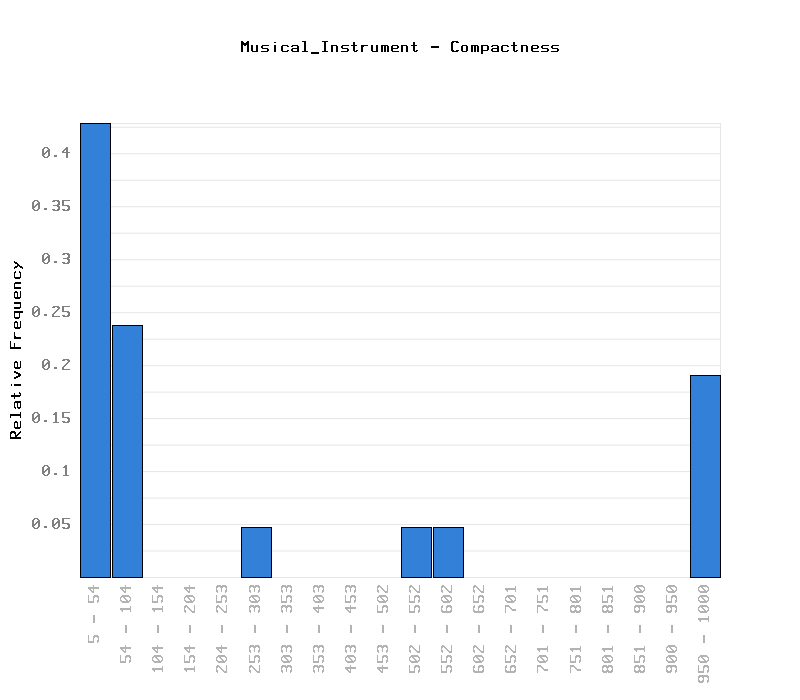 Musical_Instrument - Compactness
Relative Frequency
0.4
0.35
0.3
0.25
0.2
0.15
0.1
0.05
5 - 54
54 - 104
104 - 154
154 - 204
204 - 253
253 - 303
303 - 353
353 - 403
403 - 453
453 - 502
502 - 552
552 - 602
602 - 652
652 - 701
701 - 751
751 - 801
801 - 851
851 - 900
900 - 950
950 - 1000